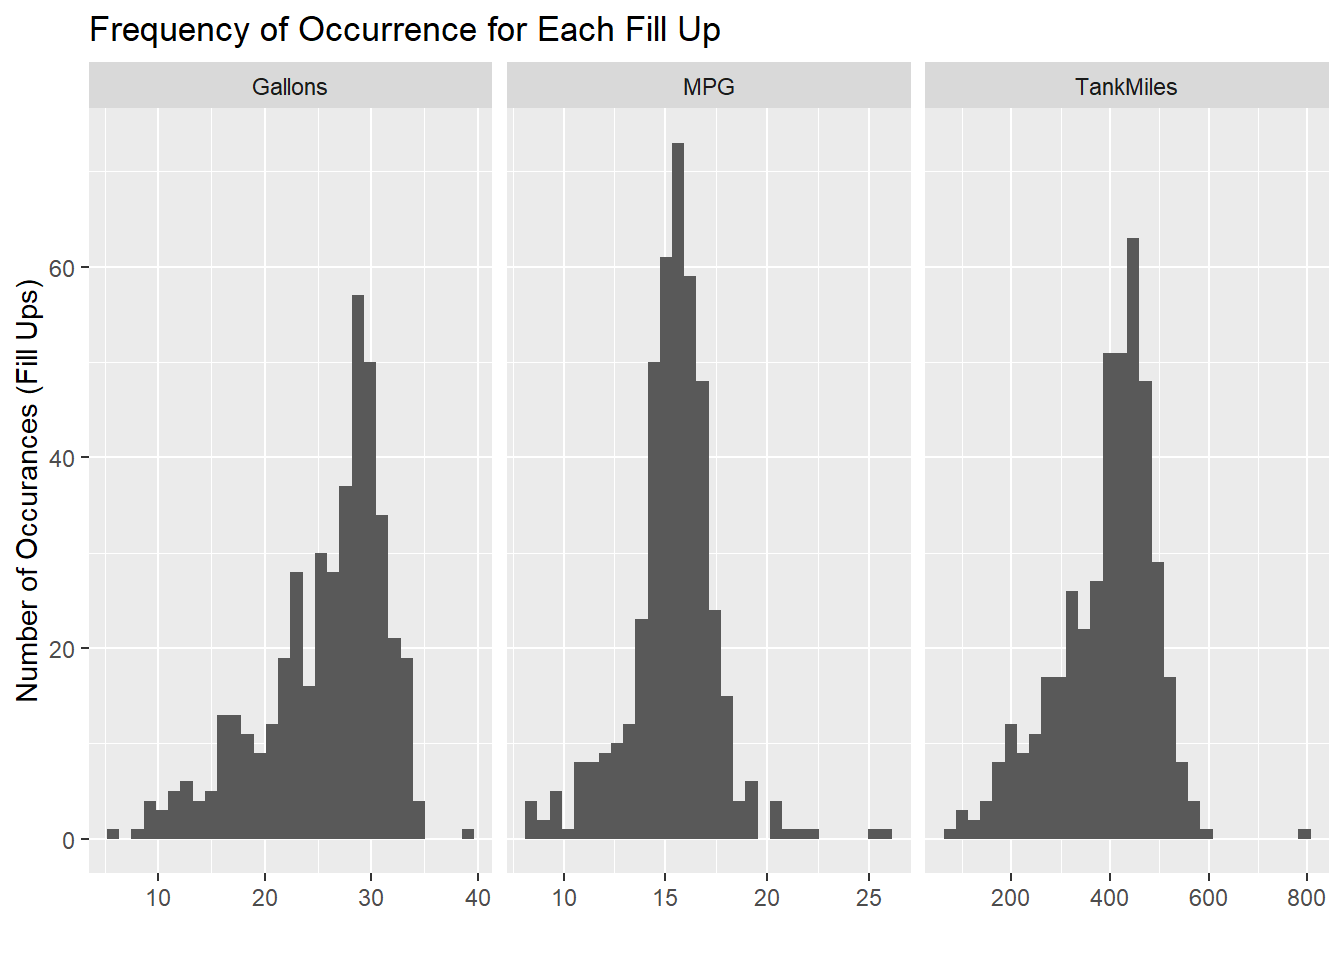 Frequency of Occurrence for Each Fill Up
Gallons
MPG
TankMiles
Number of Occurances (Fill Ups)
60
40
20
0
10 20 30 40
10 15 20 25
200 400 600 800